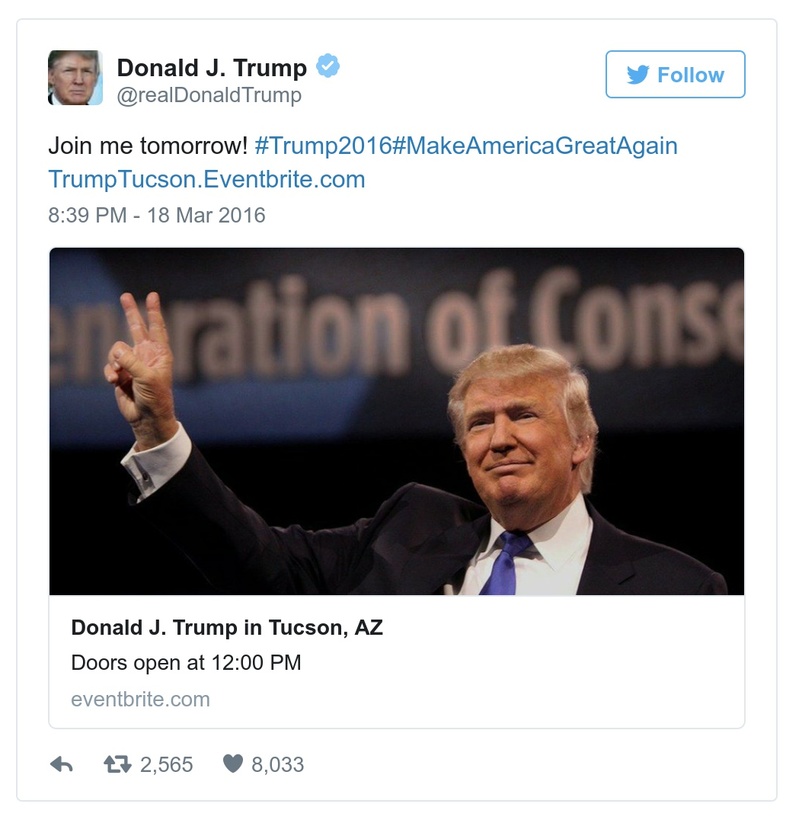 Donald J. Trump
Follow
@realDonaldTrump
Join me tomorrow! #Trump2016#MakeAmericaGreatAgain
TrumpTucson.Eventbrite.com
8:39 PM - 18 Mar 2016
ration of Conse
Donald J. Trump in Tucson, AZ
Doors open at 12:00 PM
eventbrite.com
2,565 8,033